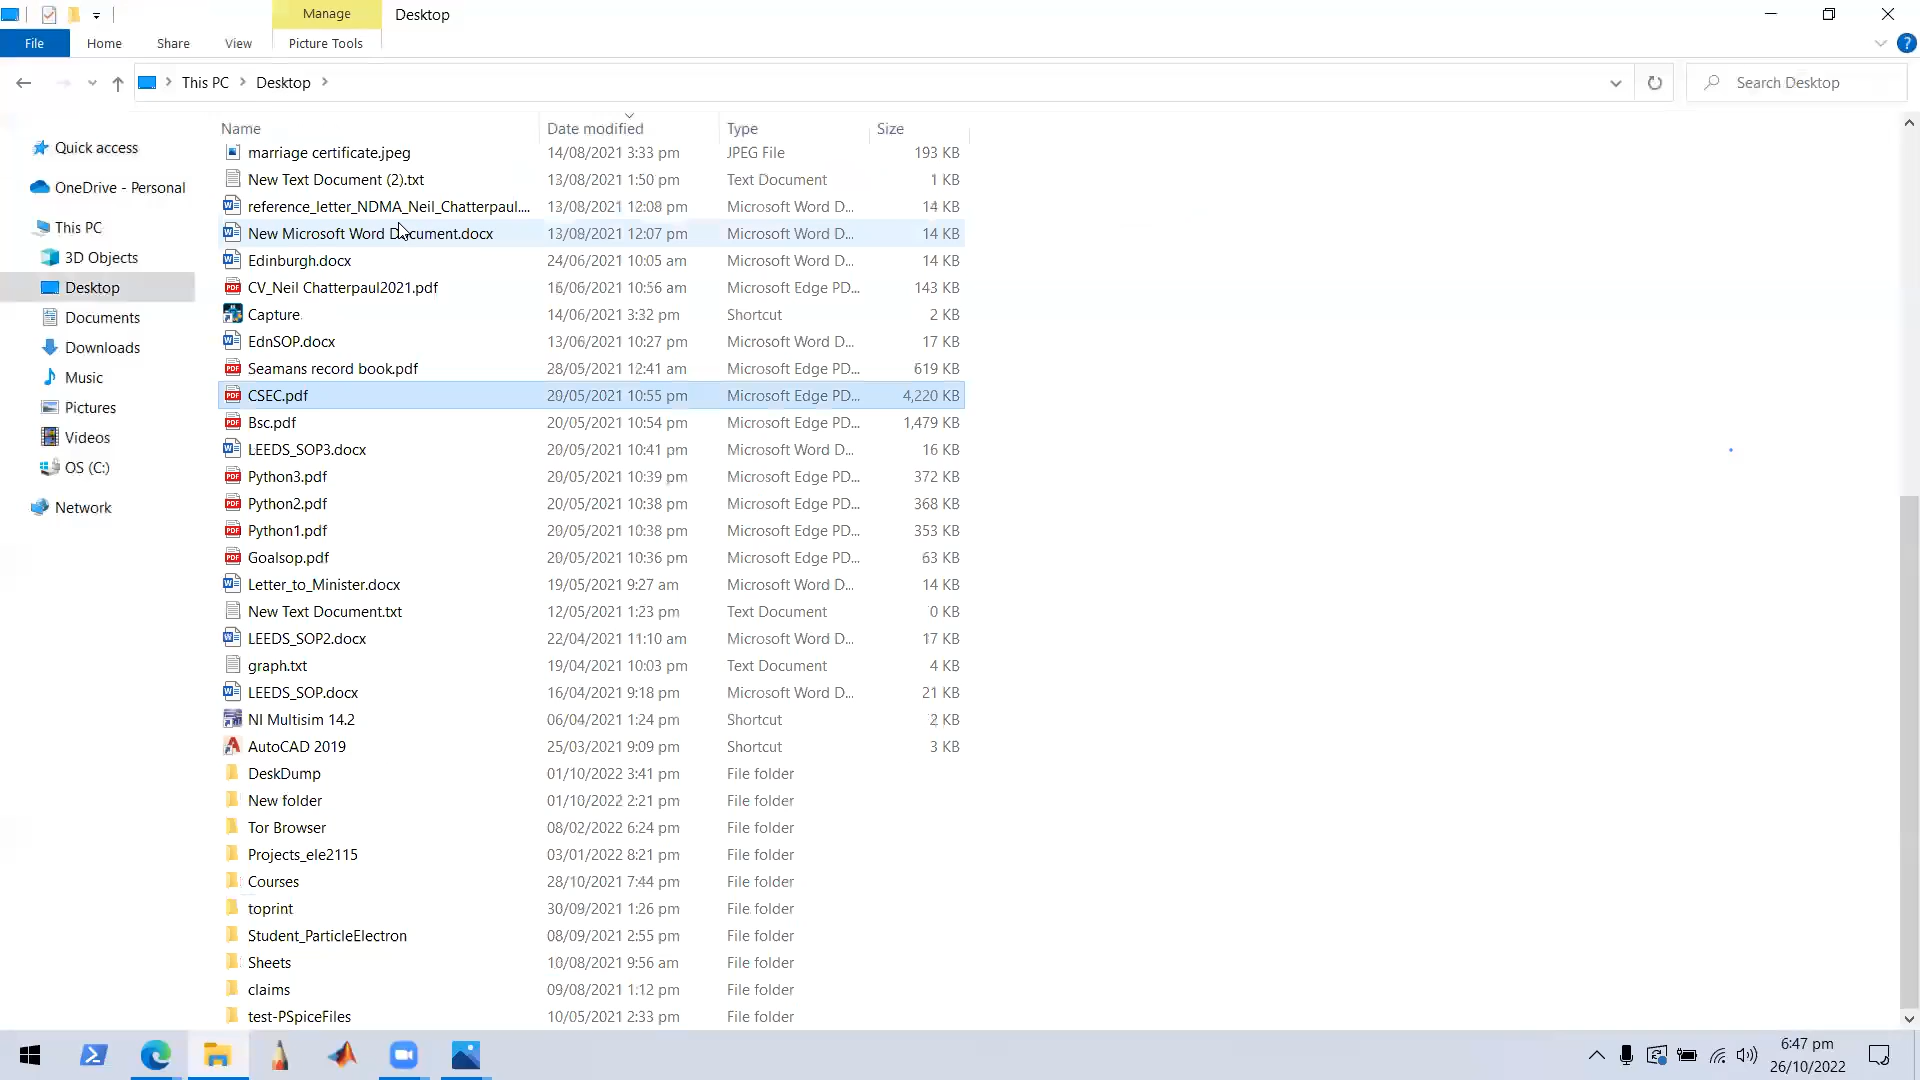 Manage
Desktop
File
Home
Share
View
Picture Tools
This PC
Desktop
Search Desktop
Name
Date modified
Type
Size
Quick access
OneDrive - Personal
This PC
3D Objects
Desktop
Documents
Downloads
Music
Pictures
Videos
OS (C:)
Network
marriage certificate.jpeg 14/08/2021 3:33 pm JPEG File 193 KB
New Text Document (2).txt 13/08/2021 1:50 pm Text Document 1 KB
reference_letter_NDMA_Neil_Chatterpaul.... 13/08/2021 12:08 pm Microsoft Word D... 14 KB
New Microsoft Word Document.docx 13/08/2021 12:07 pm Microsoft Word D... 14 KB
Edinburgh.docx 24/06/2021 10:05 am Microsoft Word D... 14 KB
CV_Neil Chatterpaul2021.pdf 16/06/2021 10:56 am Microsoft Edge PD... 143 KB
Capture 14/06/2021 3:32 pm Shortcut 2 KB
EdnSOP.docx 13/06/2021 10:27 pm Microsoft Word D... 17 KB
Seamans record book.pdf 28/05/2021 12:41 am Microsoft Edge PD... 619 KB
CSEC.pdf 20/05/2021 10:55 pm Microsoft Edge PD... 4,220 KB
Bsc.pdf 20/05/2021 10:54 pm Microsoft Edge PD... 1,479 KB
LEEDS_SOP3.docx 20/05/2021 10:41 pm Microsoft Word D... 16 KB
Python3.pdf 20/05/2021 10:39 pm Microsoft Edge PD... 372 KB
Python2.pdf 20/05/2021 10:38 pm Microsoft Edge PD... 368 KB
Python1.pdf 20/05/2021 10:38 pm Microsoft Edge PD... 353 KB
Goalsop.pdf 20/05/2021 10:36 pm Microsoft Edge PD... 63 KB
Letter_to_Minister.docx 19/05/2021 9:27 am Microsoft Word D... 14 KB
New Text Document.txt 12/05/2021 1:23 pm Text Document 0 KB
LEEDS_SOP2.docx 22/04/2021 11:10 am Microsoft Word D... 17 KB
graph.txt 19/04/2021 10:03 pm Text Document 4 KB
LEEDS_SOP.docx 16/04/2021 9:18 pm Microsoft Word D... 21 KB
NI Multisim 14.2 06/04/2021 1:24 pm Shortcut 2 KB
AutoCAD 2019 25/03/2021 9:09 pm Shortcut 3 KB
DeskDump 01/10/2022 3:41 pm File folder
New folder 01/10/2022 2:21 pm File folder
Tor Browser 08/02/2022 6:24 pm File folder
Projects_ele2115 03/01/2022 8:21 pm File folder
Courses 28/10/2021 7:44 pm File folder
toprint 30/09/2021 1:26 pm File folder
Student_ParticleElectron 08/09/2021 2:55 pm File folder
Sheets 10/08/2021 9:56 am File folder
claims 09/08/2021 1:12 pm File folder
test-PSpiceFiles 10/05/2021 2:33 pm File folder
6:47 pm
26/10/2022